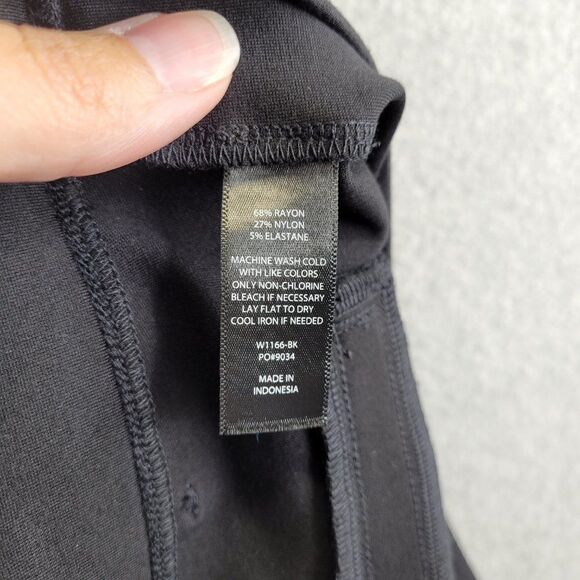 68% RAYON
27% NYLON
5% ELASTANE
MACHINE WASH COLD
WITH LIKE COLORS
ONLY NON-CHLORINE
BLEACH IF NECESSARY
LAY FLAT TO DRY
COOL IRON IF NEEDED
W1166-BK
PO#9034
MADE IN
INDONESIA